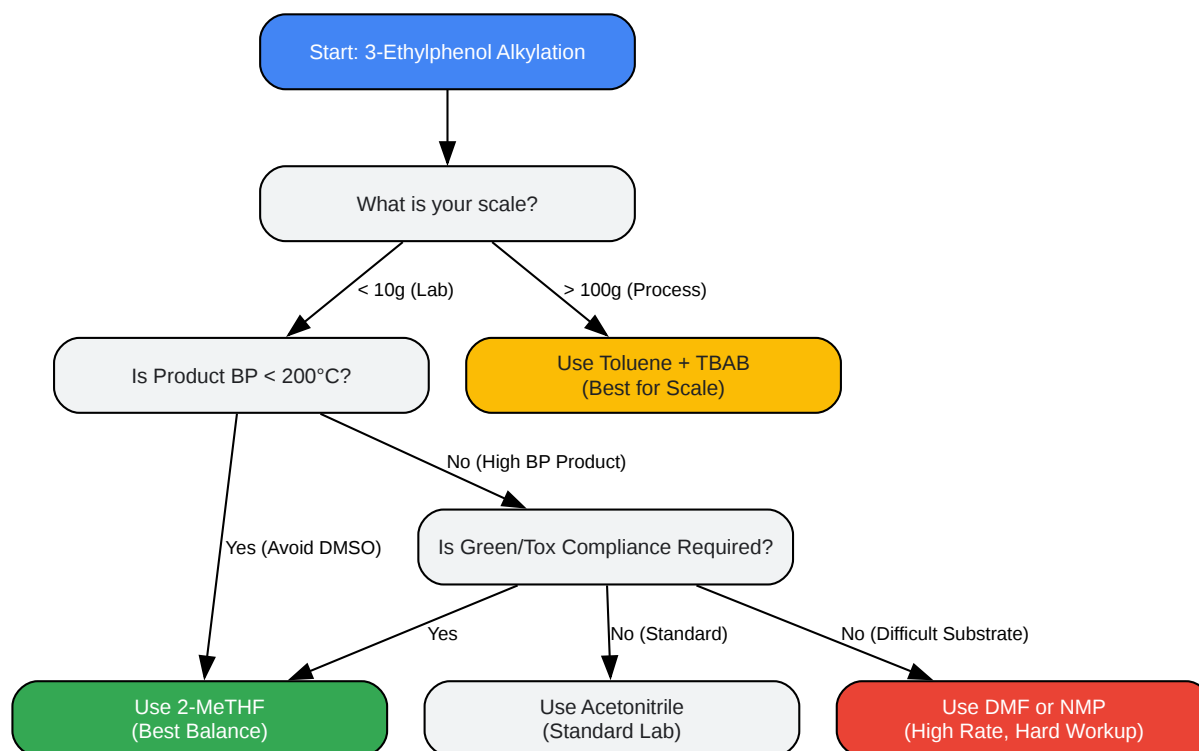 Start: 3-Ethylphenol Alkylation
What is your scale?
< 10g (Lab)
> 100g (Process)
Is Product BP < 200°C?
Use Toluene + TBAB
(Best for Scale)
No (High BP Product)
Yes (Avoid DMSO)
Is Green/Tox Compliance Required?
Yes
No (Standard)
No (Difficult Substrate)
Use 2-MeTHF
(Best Balance)
Use Acetonitrile
(Standard Lab)
Use DMF or NMP
(High Rate, Hard Workup)